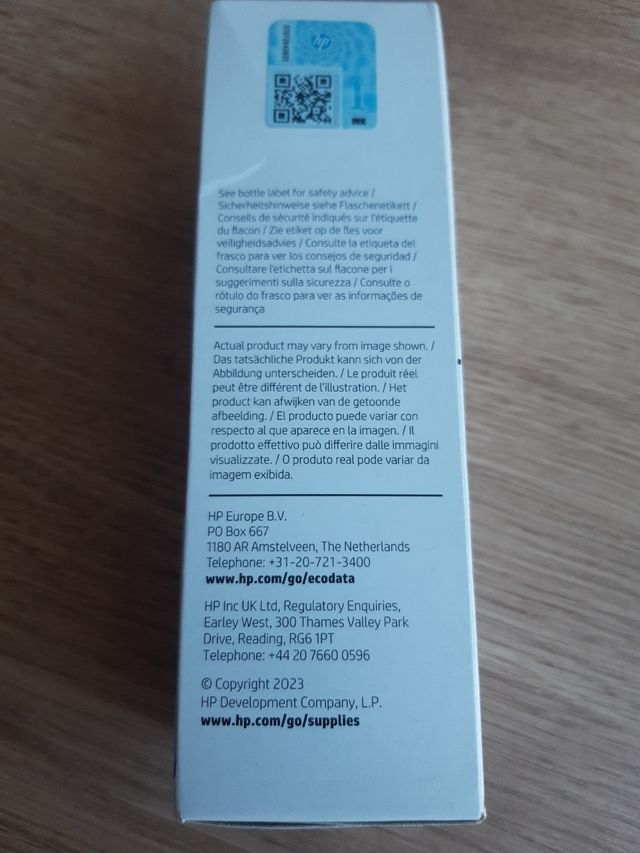 hp
1
See bottle label for safety advice /
Sicherheitshinweise siehe Flaschenetikett /
Conseils de sécurité indiqués sur l'étiquette
du flacon / Zie etiket op de fles voor
veiligheidsadvies / Consulte la etiqueta del
frasco para ver los consejos de seguridad /
Consultare l'etichetta sul flacone per i
suggerimenti sulla sicurezza / Consulte o
rótulo do frasco para ver as informações de
segurança
Actual product may vary from image shown. /
Das tatsächliche Produkt kann sich von der
Abbildung unterscheiden. / Le produit réel
peut être différent de l'illustration. / Het
product kan afwijken van de getoonde
afbeelding. / El producto puede variar con
respecto al que aparece en la imagen. / Il
prodotto effettivo può differire dalle immagini
visualizzate. / O produto real pode variar da
imagem exibida.
HP Europe B.V.
PO Box 667
1180 AR Amstelveen, The Netherlands
Telephone: +31-20-721-3400
www.hp.com/go/ecodata
HP Inc UK Ltd, Regulatory Enquiries,
Earley West, 300 Thames Valley Park
Drive, Reading, RG6 1PT
Telephone: +44 20 7660 0596
© Copyright 2023
HP Development Company, L.P.
www.hp.com/go/supplies